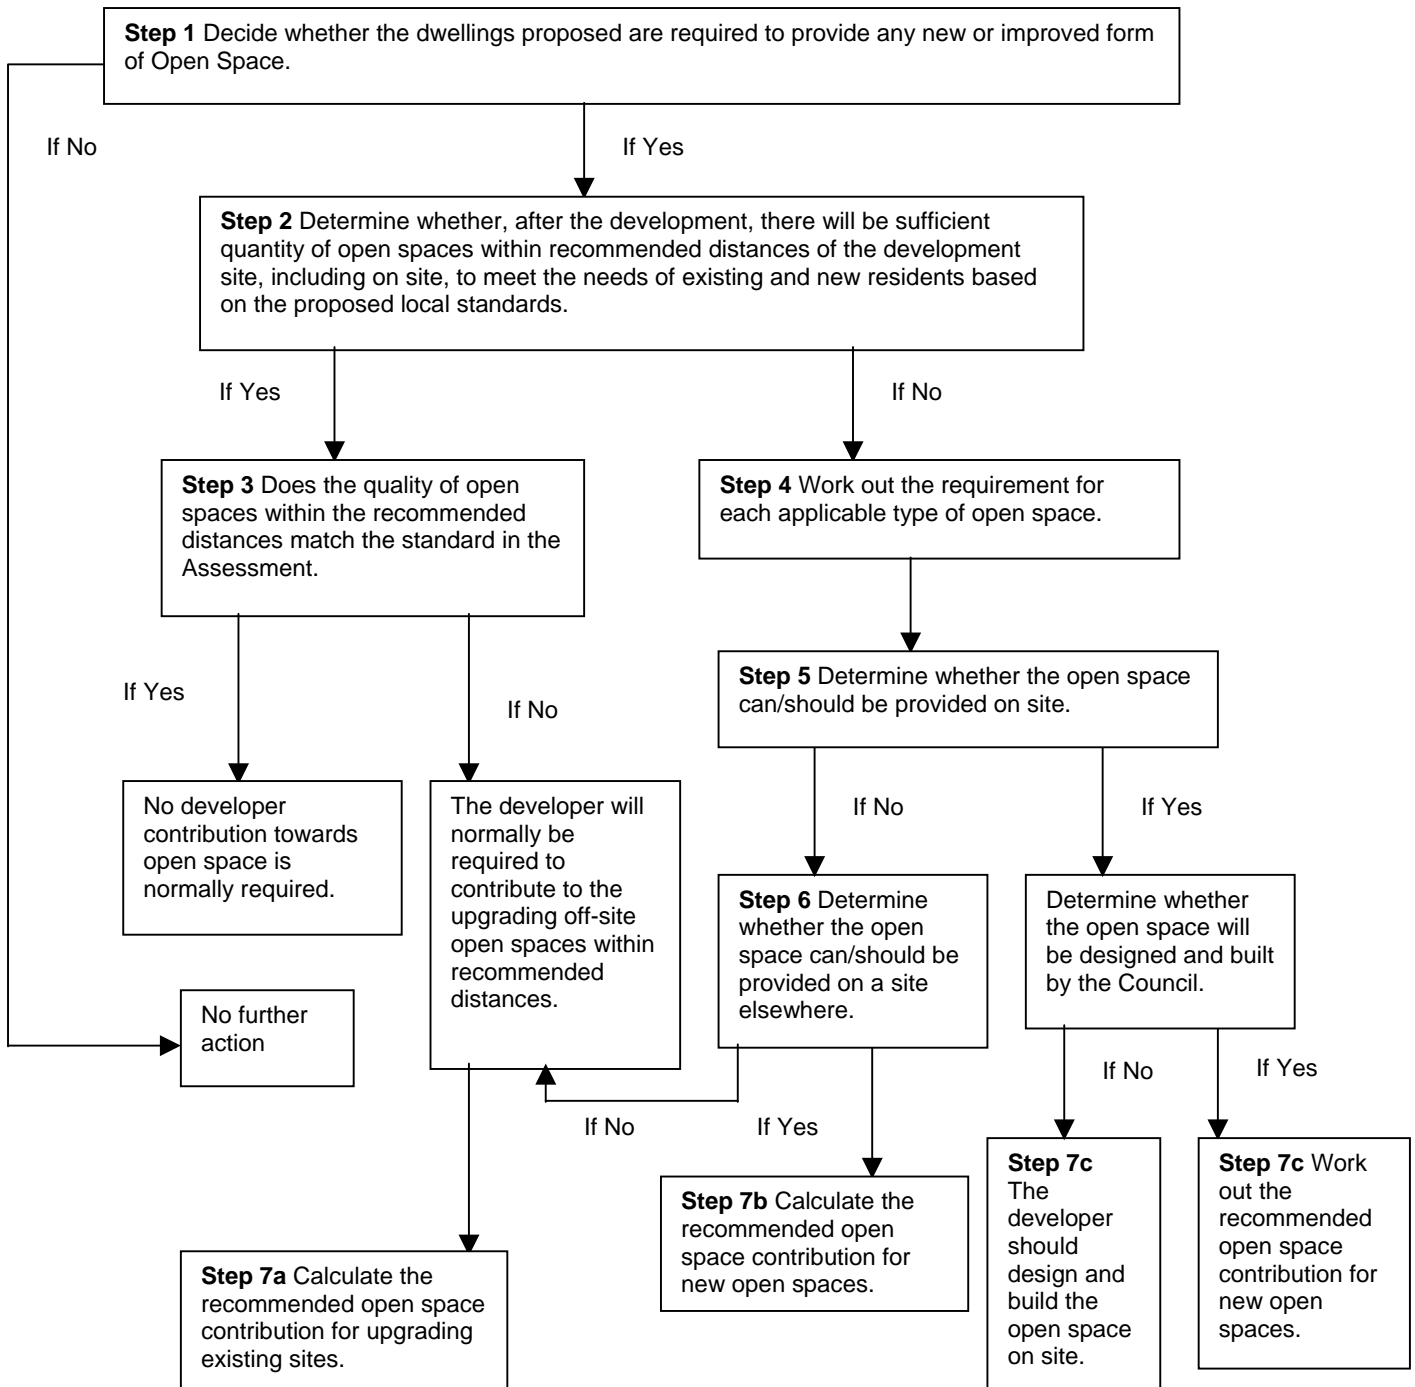 Step 1 Decide whether the dwellings proposed are required to provide any new or improved form
of Open Space.
If No
If Yes
Step 2 Determine whether, after the development, there will be sufficient
quantity of open spaces within recommended distances of the development
site, including on site, to meet the needs of existing and new residents based
on the proposed local standards.
If Yes
If No
Step 3 Does the quality of open
spaces within the recommended
distances match the standard in the
Assessment.
Step 4 Work out the requirement for
each applicable type of open space.
If Yes
If No
Step 5 Determine whether the open space
can/should be provided on site.
If No
If Yes
No developer
contribution towards
open space is
normally required.
The developer will
normally be
required to
contribute to the
upgrading off-site
open spaces within
recommended
distances.
Step 6 Determine
whether the open
space can/should be
provided on a site
elsewhere.
Determine whether
the open space will
be designed and built
by the Council.
No further
action
If No
If Yes
If No
If Yes
Step 7a Calculate the
recommended open space
contribution for upgrading
existing sites.
Step 7b Calculate the
recommended open
space contribution for
new open spaces.
Step 7c
The
developer
should
design and
build the
open space
on site.
Step 7c Work
out the
recommended
open space
contribution for
new open
spaces.